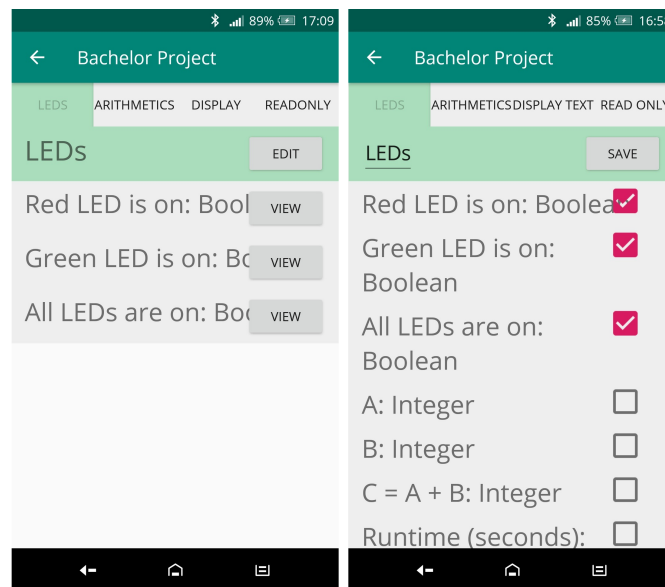 89% 17:09
Bachelor Project
LEDS ARITHMETICS DISPLAY READONLY
LEDs EDIT
Red LED is on: Bool VIEW
Green LED is on: Bo VIEW
All LEDs are on: Boo VIEW
85% 16:58
Bachelor Project
LEDS ARITHMETICS DISPLAY TEXT READ ONLY
LEDs SAVE
Red LED is on: Boolea
Green LED is on:
Boolean
All LEDs are on:
Boolean
A: Integer
B: Integer
C = A + B: Integer
Runtime (seconds):